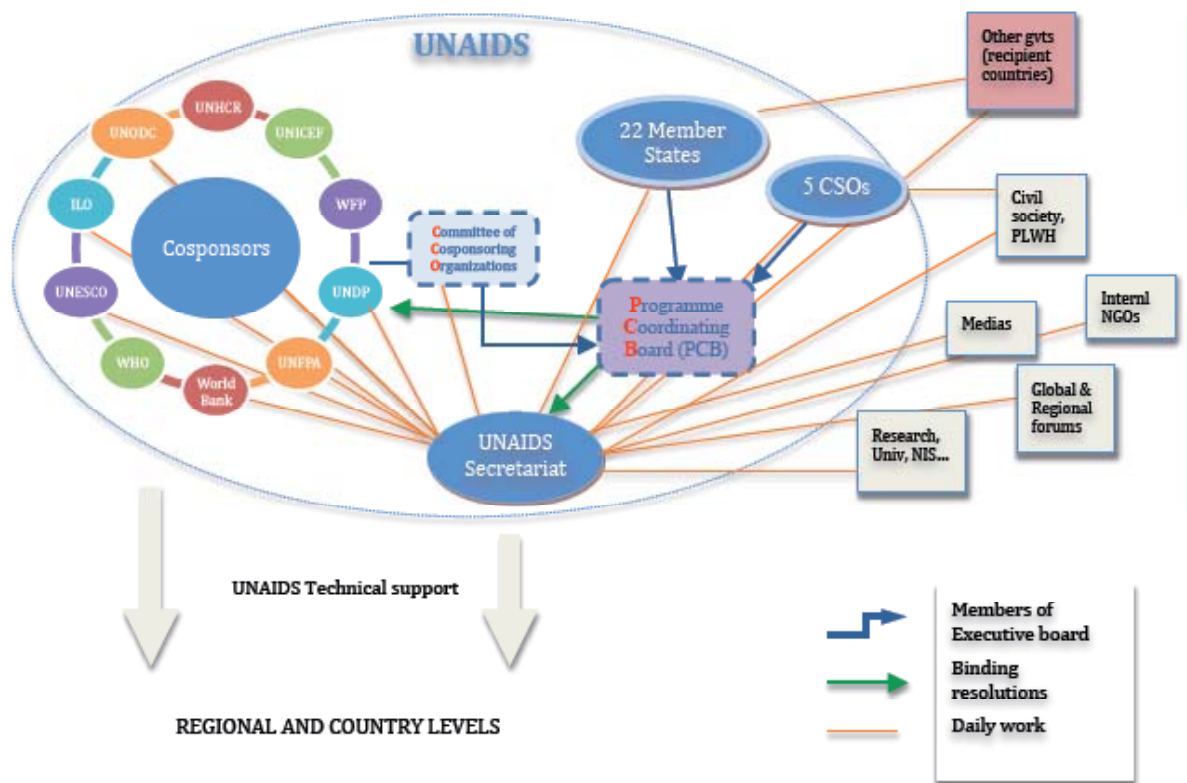 UNAIDS
Other gvts
(recipient
countries)
UNHCR
UNODC
UNICEF
22 Member
States
ILO
WFP
5 CSOs
Civil
society,
PLWH
Cosponsors
Committee of
Cosponsoring
Organizations
UNESCO
UNDP
Programme
Coordinating
Board (PCB)
Medias
Internl
NGOs
WHO
UNFPA
World
Bank
Global &
Regional
forums
UNAIDS
Secretariat
Research,
Univ, NIS...
UNAIDS Technical support
Members of
Executive board
Binding
resolutions
Daily work
REGIONAL AND COUNTRY LEVELS